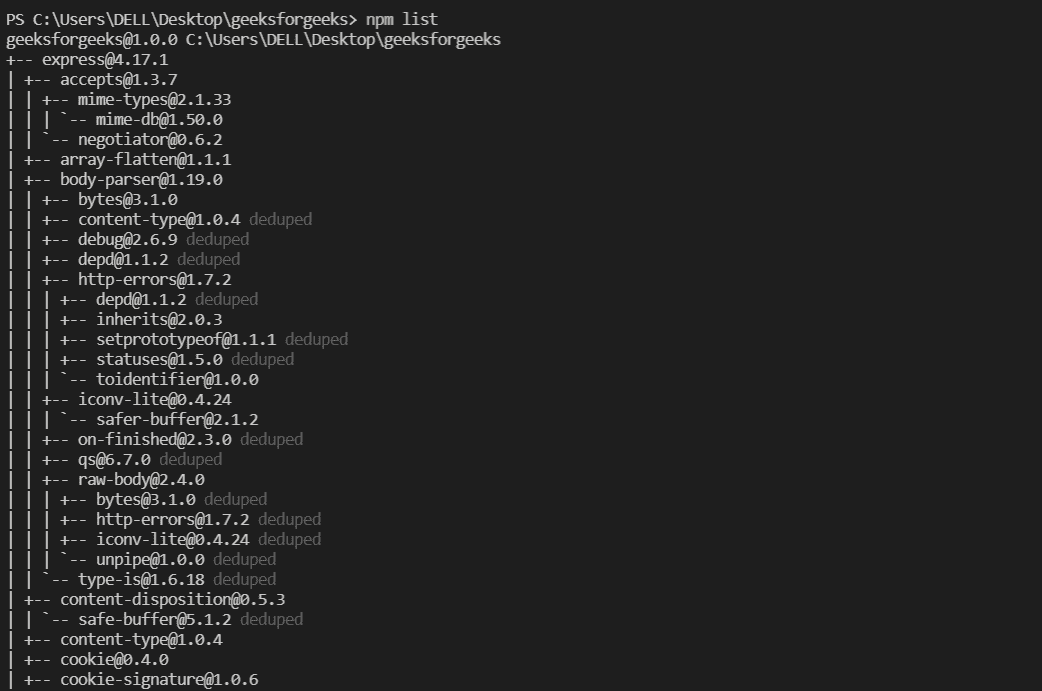 PS C:\Users\DELL\Desktop\geeksforgeeks> npm list
geeksforgeeks@1.0.0 C:\Users\DELL\Desktop\geeksforgeeks
+-- express@4.17.1
| +-- accepts@1.3.7
| | +-- mime-types@2.1.33
| | | `-- mime-db@1.50.0
| | `-- negotiator@0.6.2
| +-- array-flatten@1.1.1
| +-- body-parser@1.19.0
| | +-- bytes@3.1.0
| | +-- content-type@1.0.4 deduped
| | +-- debug@2.6.9 deduped
| | +-- depd@1.1.2 deduped
| | +-- http-errors@1.7.2
| | | +-- depd@1.1.2 deduped
| | | +-- inherits@2.0.3
| | | +-- setprototypeof@1.1.1 deduped
| | | +-- statuses@1.5.0 deduped
| | | `-- toidentifier@1.0.0
| | +-- iconv-lite@0.4.24
| | | `-- safer-buffer@2.1.2
| | +-- on-finished@2.3.0 deduped
| | +-- qs@6.7.0 deduped
| | +-- raw-body@2.4.0
| | | +-- bytes@3.1.0 deduped
| | | +-- http-errors@1.7.2 deduped
| | | +-- iconv-lite@0.4.24 deduped
| | | `-- unpipe@1.0.0 deduped
| | `-- type-is@1.6.18 deduped
| +-- content-disposition@0.5.3
| | `-- safe-buffer@5.1.2 deduped
| +-- content-type@1.0.4
| +-- cookie@0.4.0
| +-- cookie-signature@1.0.6